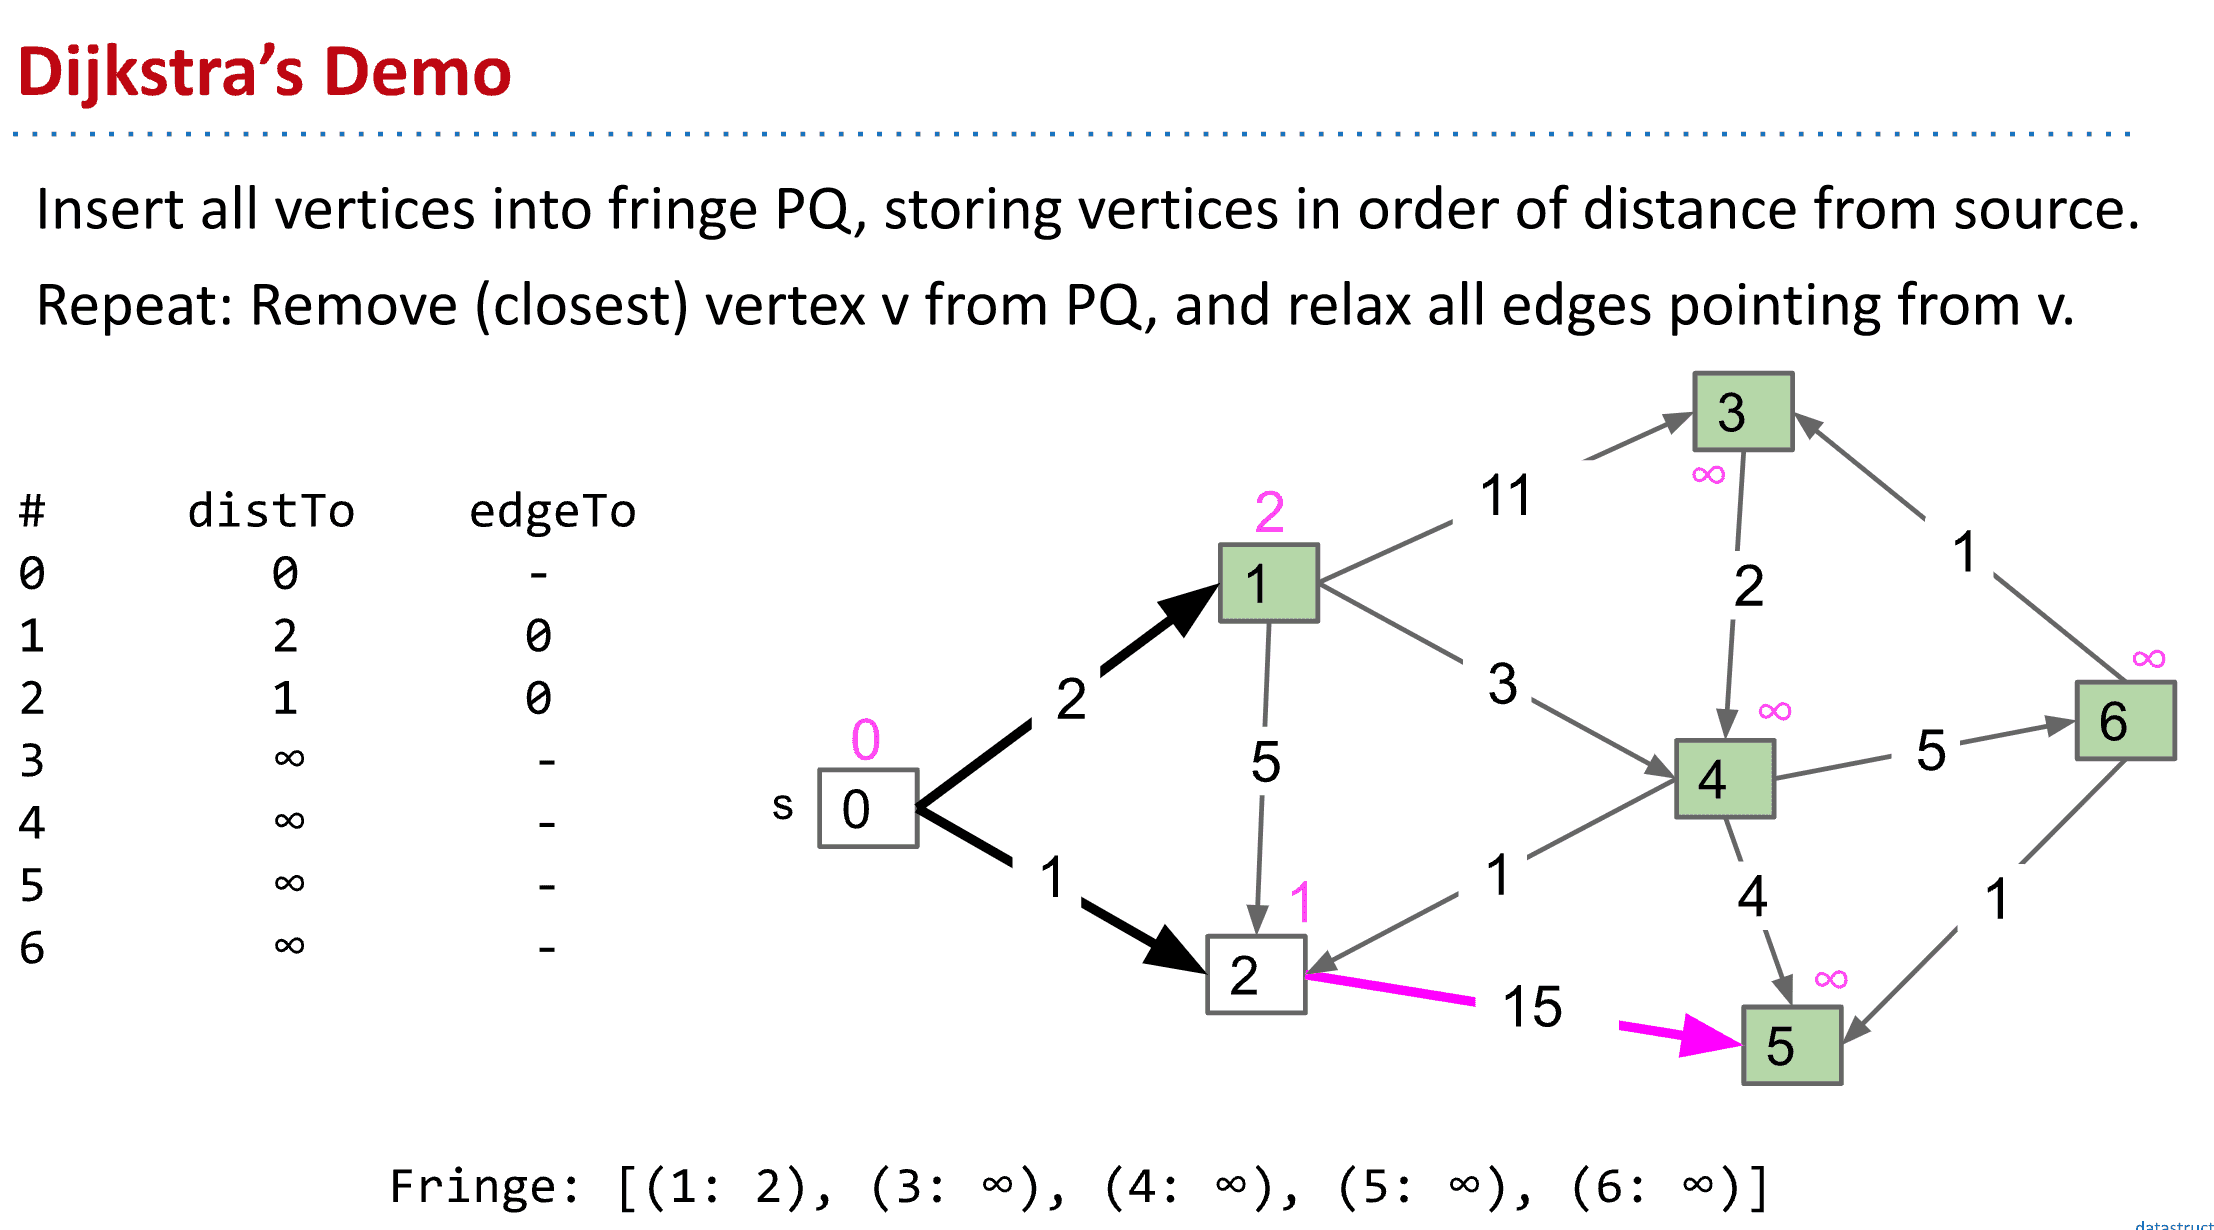 Dijkstra’s Demo
Insert all vertices into fringe PQ, storing vertices in order of distance from source.
Repeat: Remove (closest) vertex v from PQ, and relax all edges pointing from v.
# distTo edgeTo
0 0 -
1 2 0
2 1 0
3 ∞ -
4 ∞ -
5 ∞ -
6 ∞ -
3
∞
11
2
1
1
2
∞
6
3
2
∞
4
5
0
s 0
5
1
1
1
4
1
2
15
∞
5
Fringe: [(1: 2), (3: ∞), (4: ∞), (5: ∞), (6: ∞)]